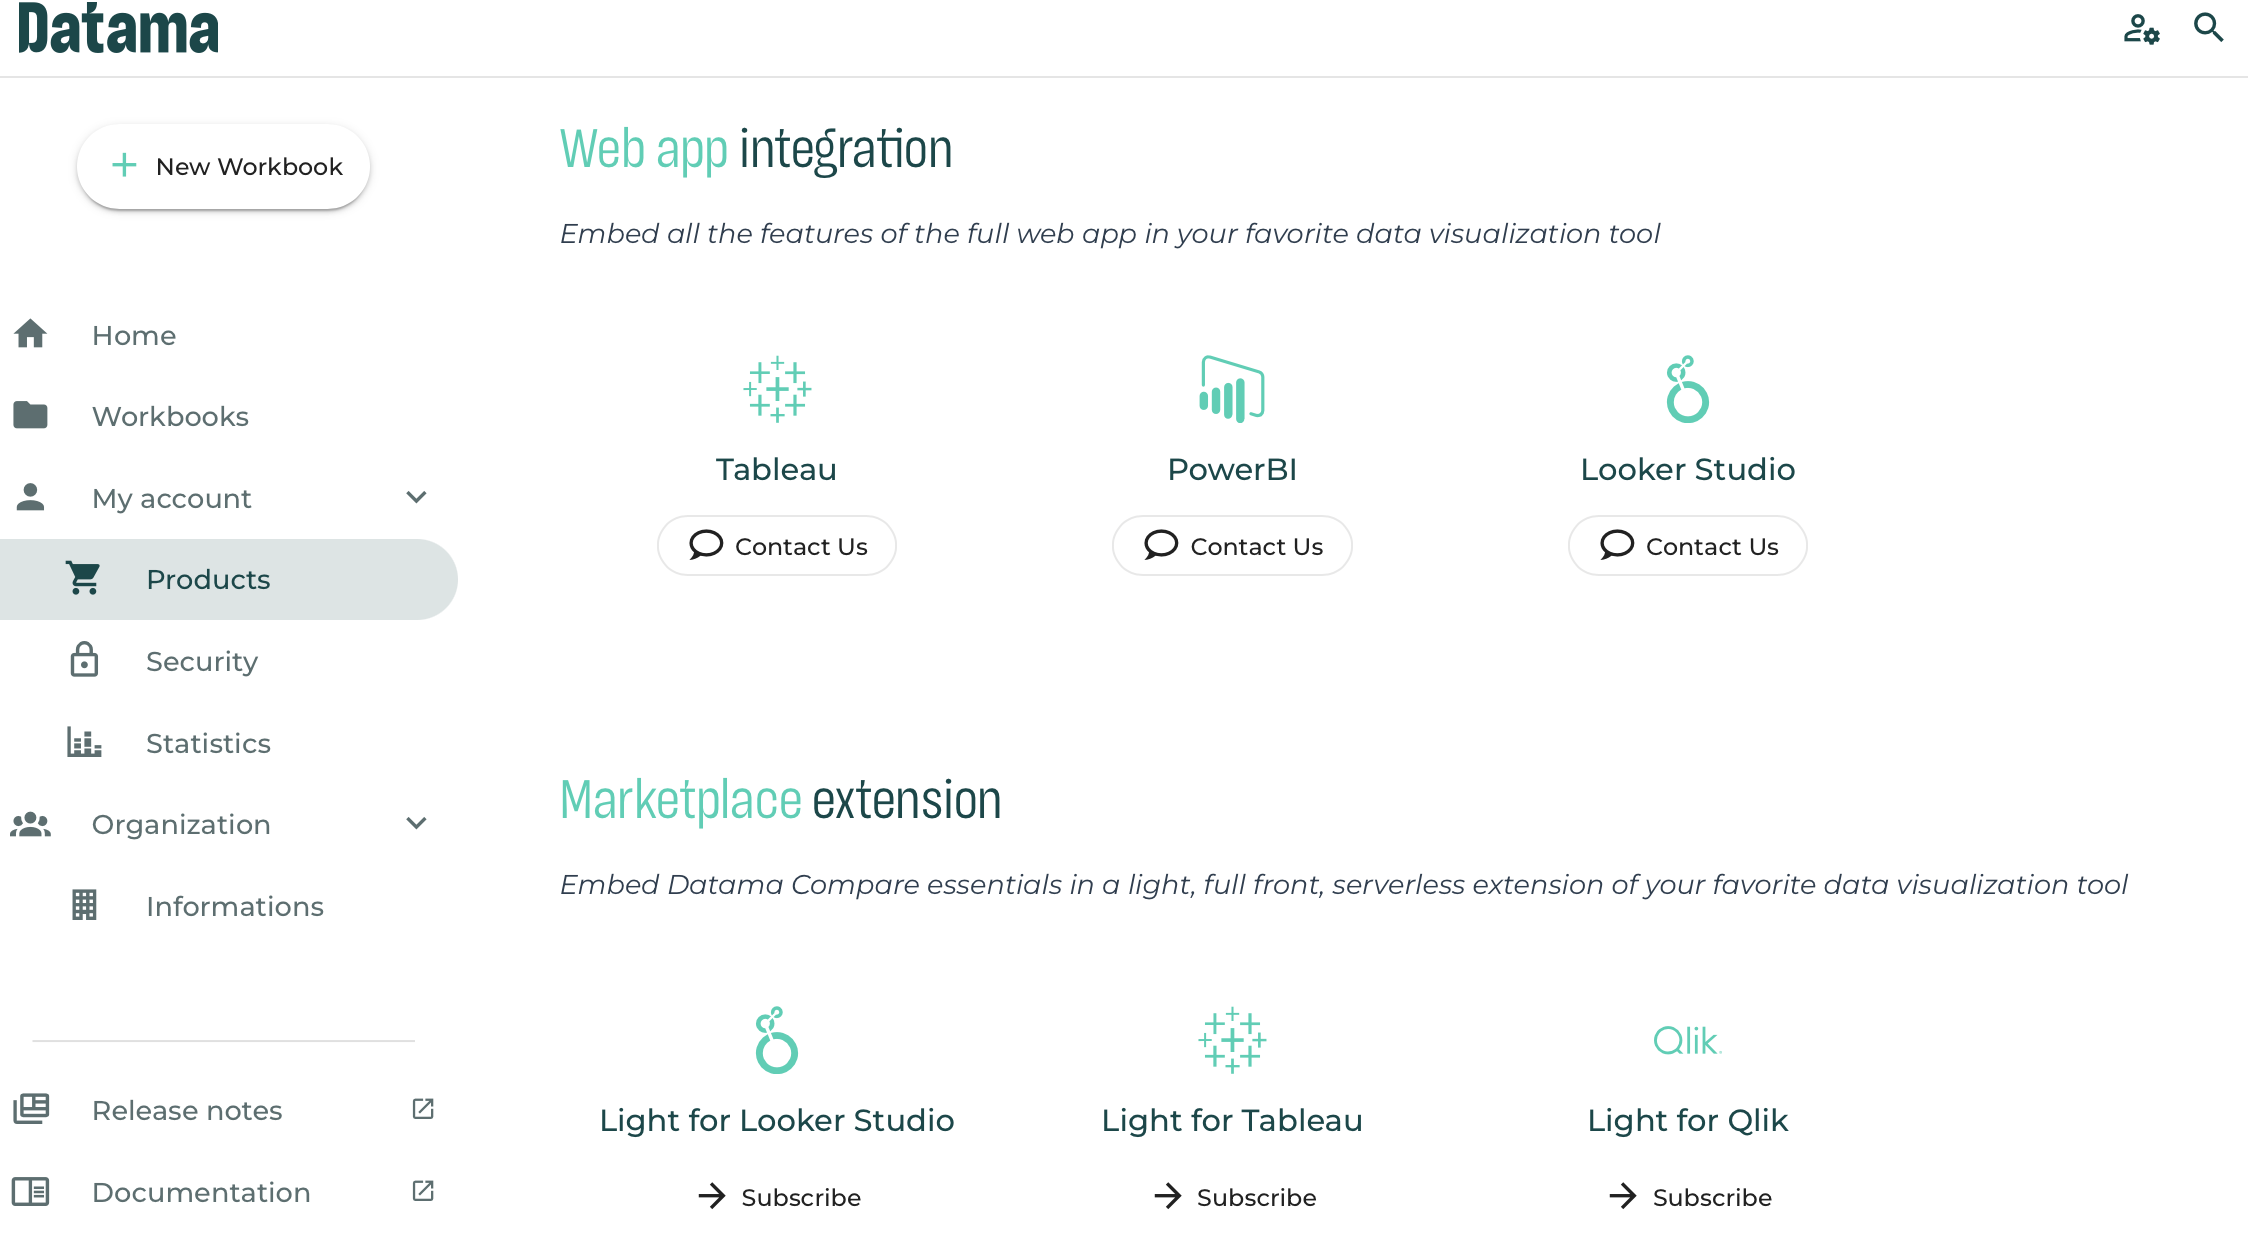 Datama
New Workbook
Home
Workbooks
My account
Products
Security
Statistics
Organization
Informations
Release notes
Documentation
Web app integration
Embed all the features of the full web app in your favorite data visualization tool
Tableau
PowerBI
Looker Studio
Contact Us
Contact Us
Contact Us
Marketplace extension
Embed Datama Compare essentials in a light, full front, serverless extension of your favorite data visualization tool
Qlik
Light for Looker Studio
Light for Tableau
Light for Qlik
Subscribe
Subscribe
Subscribe